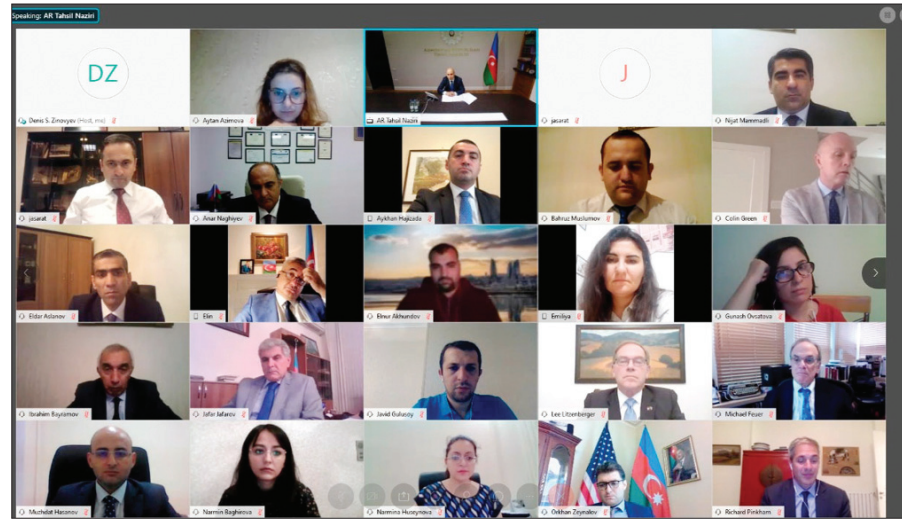 Speaking: AR Tahsil Naziri
DZ
J
Denis S. Zinovyev (Host, me)
Aytan Azimova
AR Tahsil Naziri
jasarat
Nijat Mammadli
jasarat
Anar Naghiyev
Aykhan Hajizada
Bahruz Muslumov
Colin Green
Eldar Aslanov
Elin
Elnur Akhundov
Emiliya
Gunash Ovsatova
Ibrahim Bayramov
Jafar Jafarov
Javid Gulusoy
Lee Litzenberger
Michael Feuer
Muzhdat Hasanov
Narmin Baghirova
Narmina Huseynova
Orkhan Zeynalov
Richard Pinkham